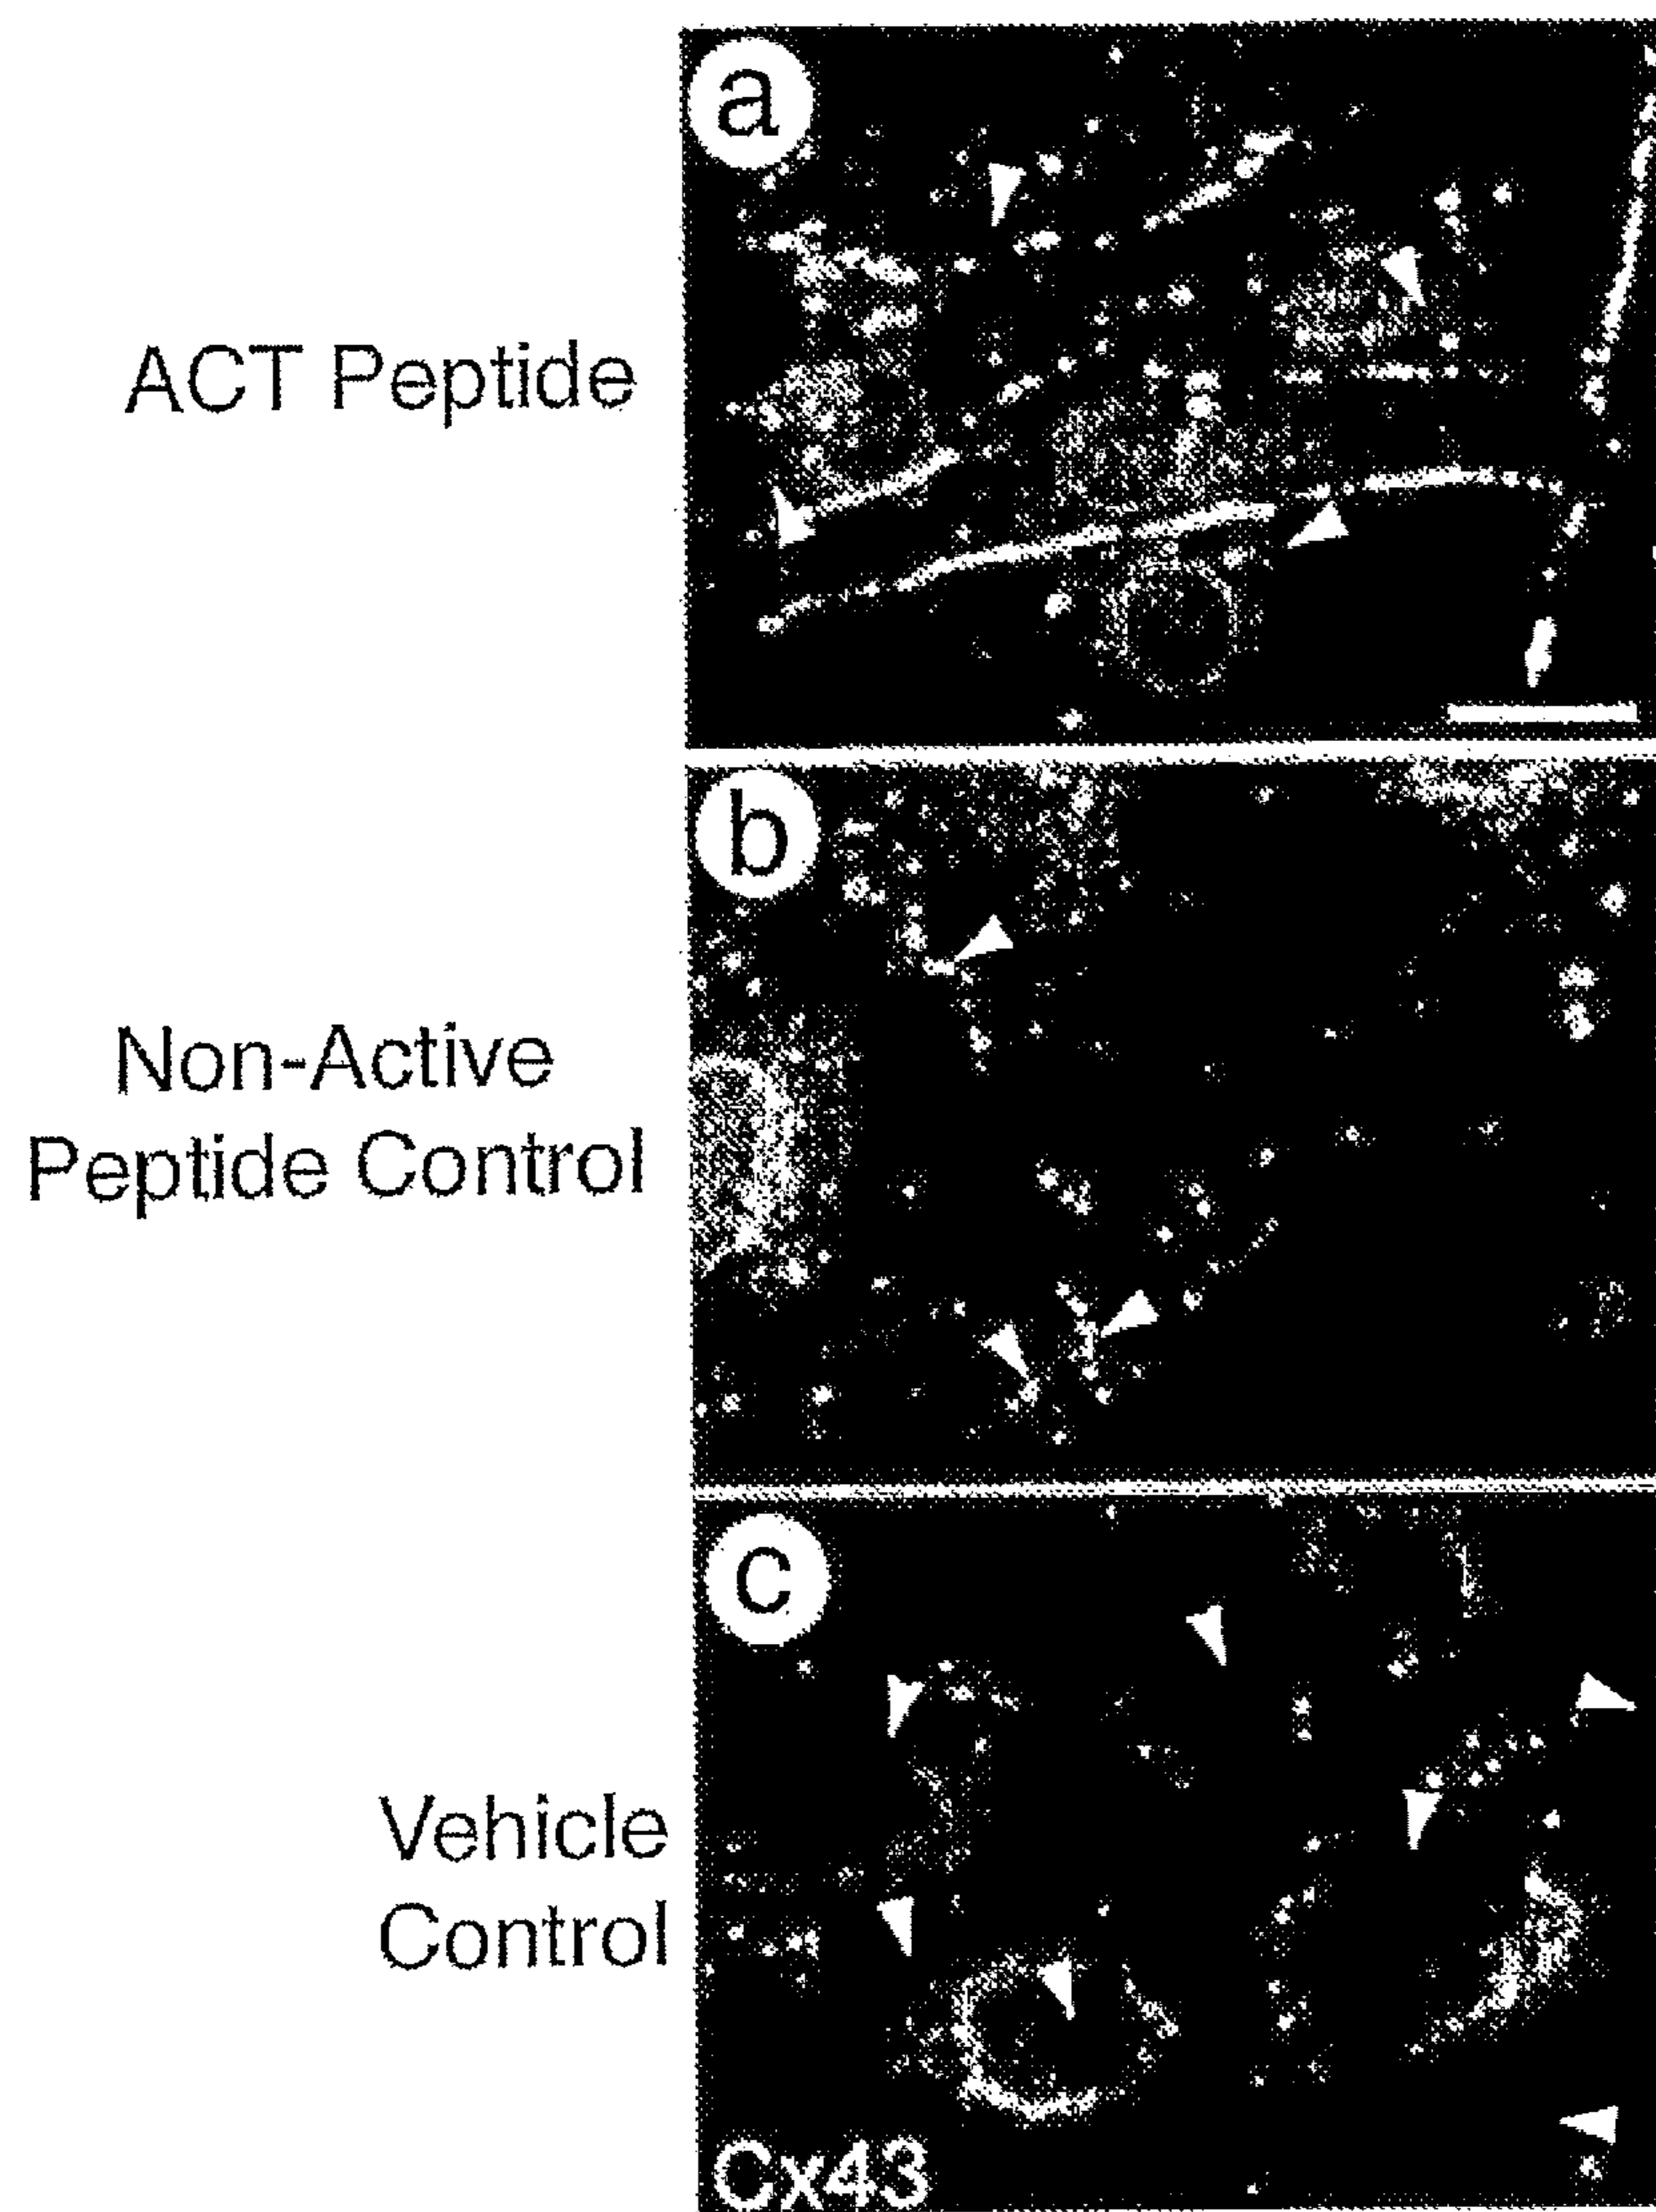 a
ACT Peptide
b
Non-Active
Peptide Control
c
Vehicle
Control
Cx43